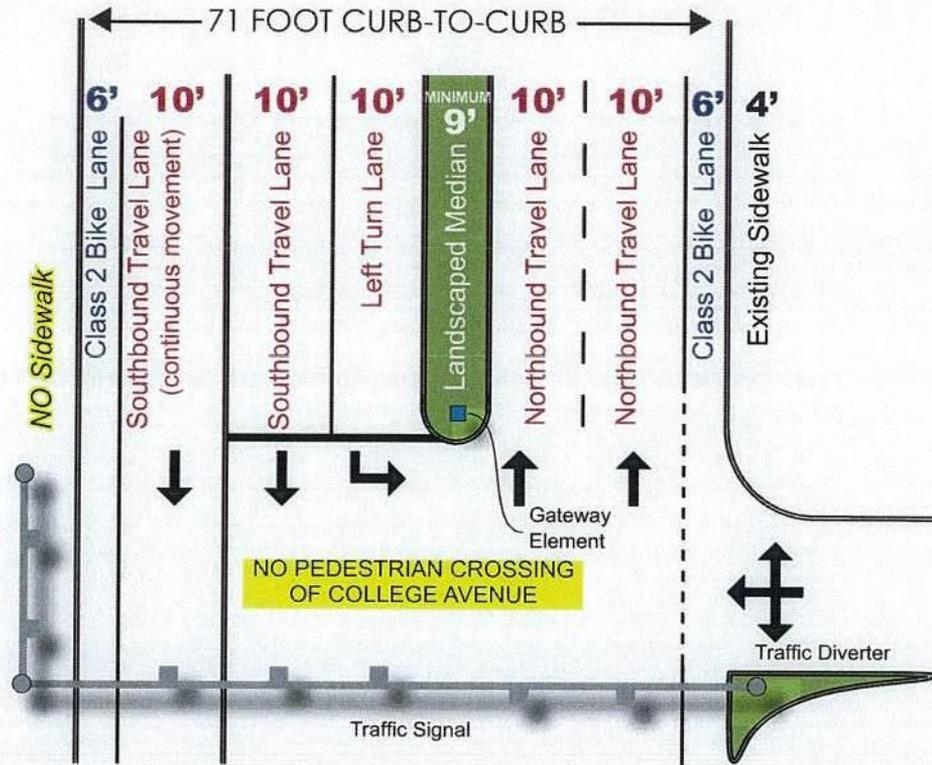 71 FOOT CURB-TO-CURB
6’
10’
10’
10’
MINIMUM
9’
10’
10’
6’
4’
NO Sidewalk
Class 2 Bike Lane
Southbound Travel Lane
(continuous movement)
Southbound Travel Lane
Left Turn Lane
Landscaped Median
Northbound Travel Lane
Northbound Travel Lane
Class 2 Bike Lane
Existing Sidewalk
Gateway
Element
NO PEDESTRIAN CROSSING
OF COLLEGE AVENUE
Traffic Diverter
Traffic Signal